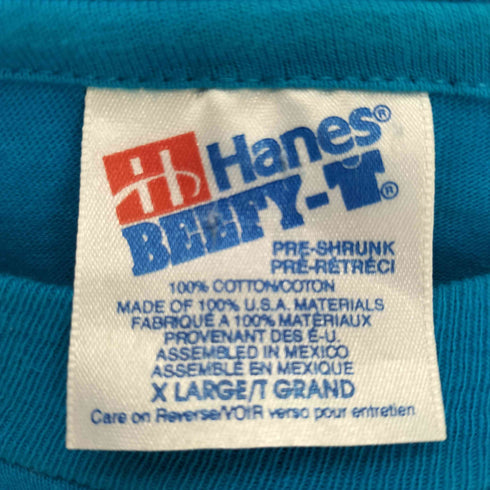 Hanes®
BEEFY-T®
PRE-SHRUNK
PRÉ-RÉTRÉCI
100% COTTON/COTON
MADE OF 100% U.S.A. MATERIALS
FABRIQUÉ A 100% MATÉRIAUX
PROVENANT DES É-U.
ASSEMBLED IN MEXICO
ASSEMBLÉ EN MEXICO
X LARGE/T GRAND
Care on Reverse/VOIR verso pour entretien